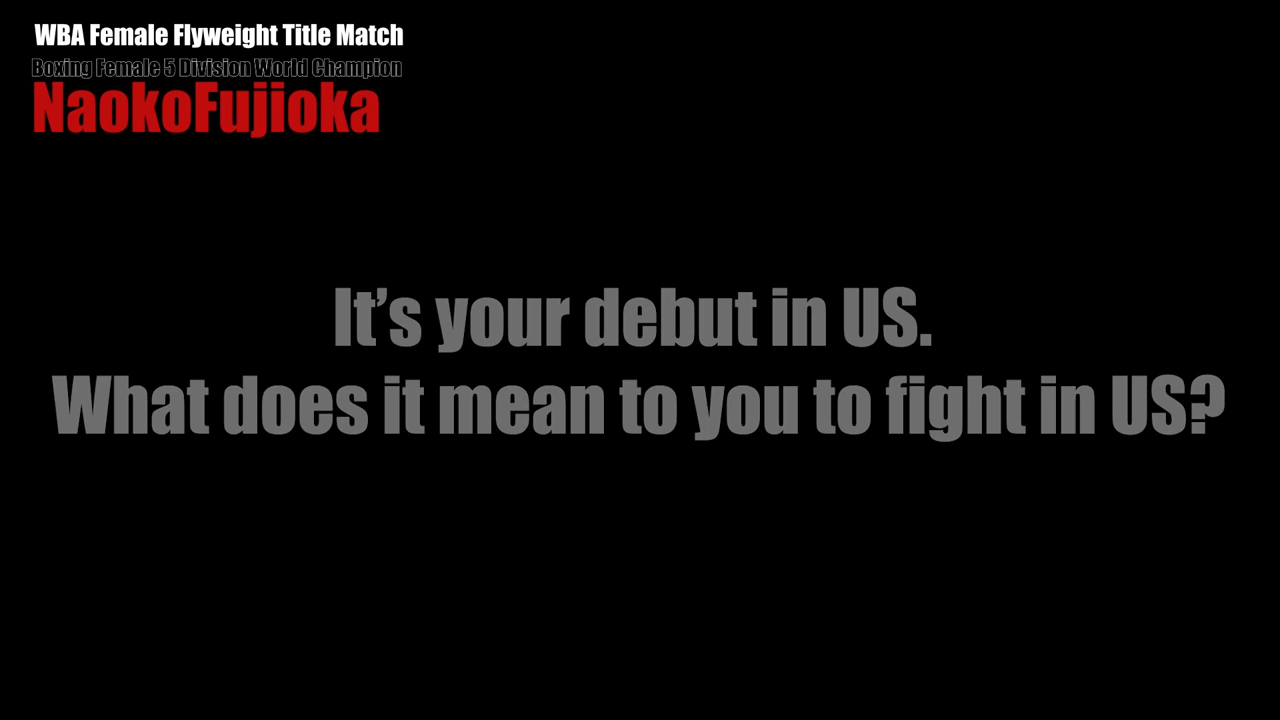 WBA Female Flyweight Title Match
Boxing Female 5 Division World Champion
NaokoFujioka
It’s your debut in US.
What does it mean to you to fight in US?